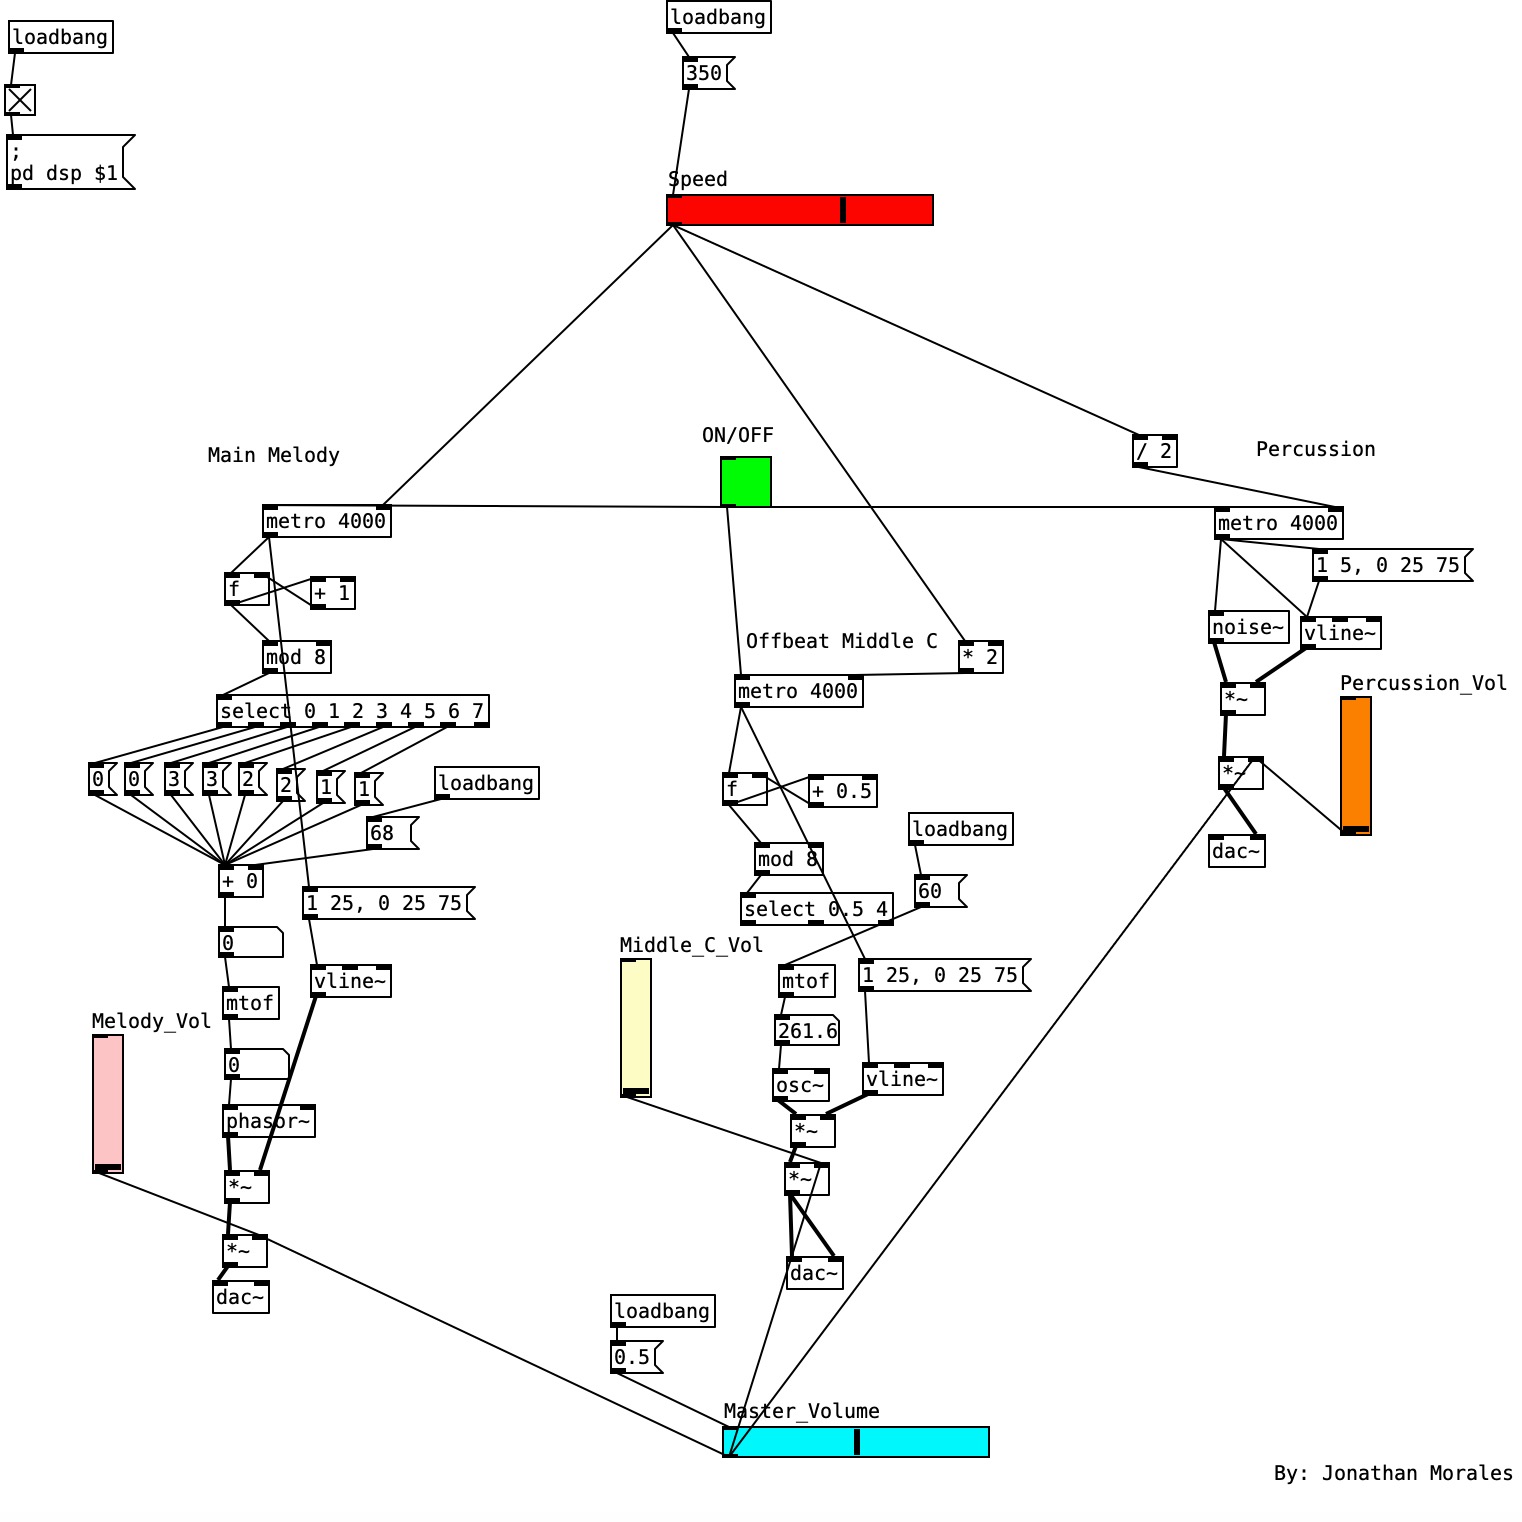 loadbang
loadbang
350
;
pd dsp $1
Speed
ON/OFF
Main Melody
/ 2
Percussion
metro 4000
metro 4000
1 5, 0 25 75
f
+ 1
noise~
vline~
mod 8
Offbeat Middle C
* 2
metro 4000
Percussion_Vol
*~
select 0 1 2 3 4 5 6 7
0
0
3
3
2
2
1
1
loadbang
f
+ 0.5
*~
68
loadbang
mod 8
dac~
+ 0
60
1 25, 0 25 75
select 0.5 4
0
Middle_C_Vol
vline~
mtof
1 25, 0 25 75
mtof
Melody_Vol
261.6
0
osc~
vline~
phasor~
*~
*~
*~
*~
dac~
dac~
loadbang
0.5
Master_Volume
By: Jonathan Morales